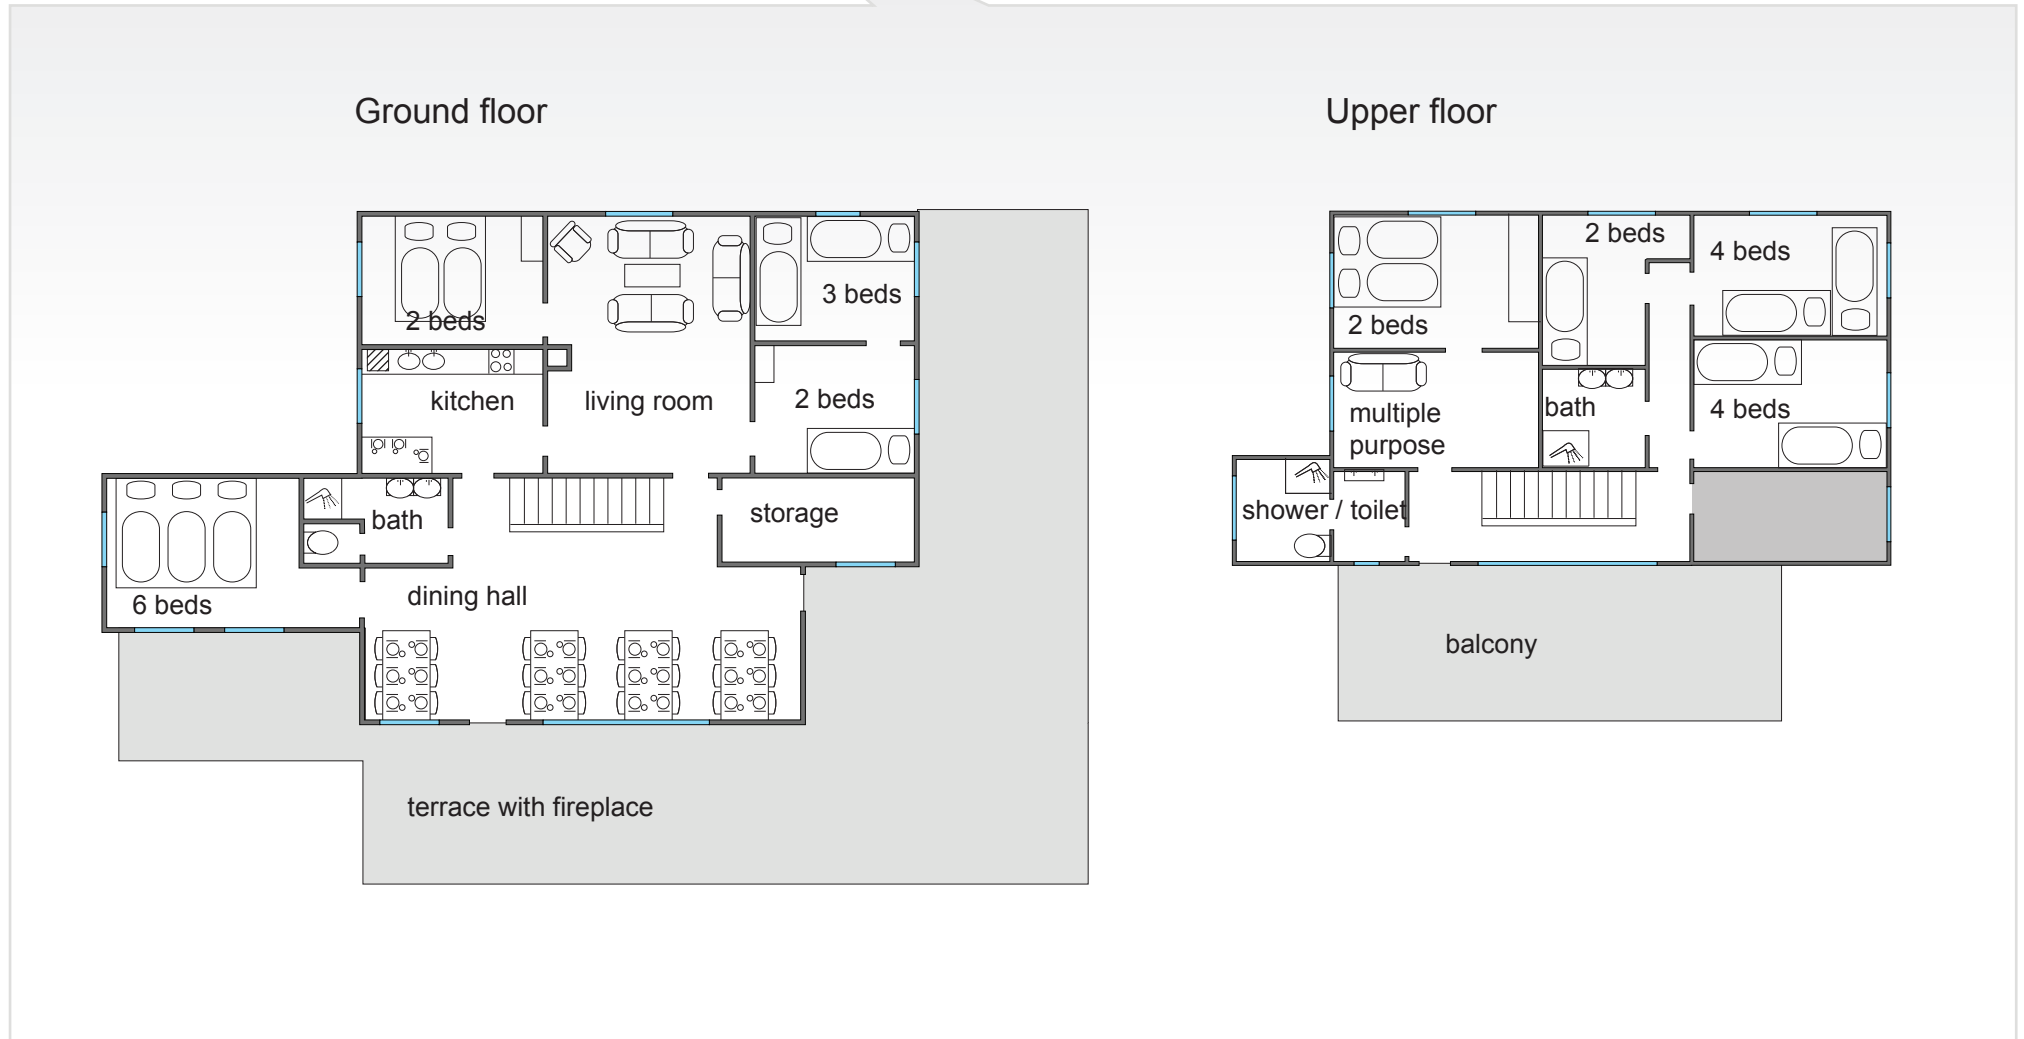 Ground floor
2 beds
3 beds
kitchen
living room
2 beds
bath
storage
6 beds
dining hall
terrace with fireplace
Upper floor
2 beds
4 beds
2 beds
multiple
purpose
bath
4 beds
shower / toilet
balcony